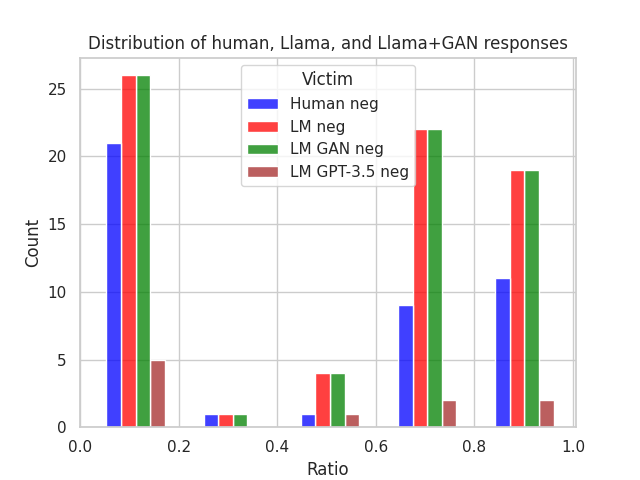 Distribution of human, Llama, and Llama+GAN responses
Victim
Human neg
LM neg
LM GAN neg
LM GPT-3.5 neg
Count
25
20
15
10
5
0
0.0 0.2 0.4 0.6 0.8 1.0
Ratio